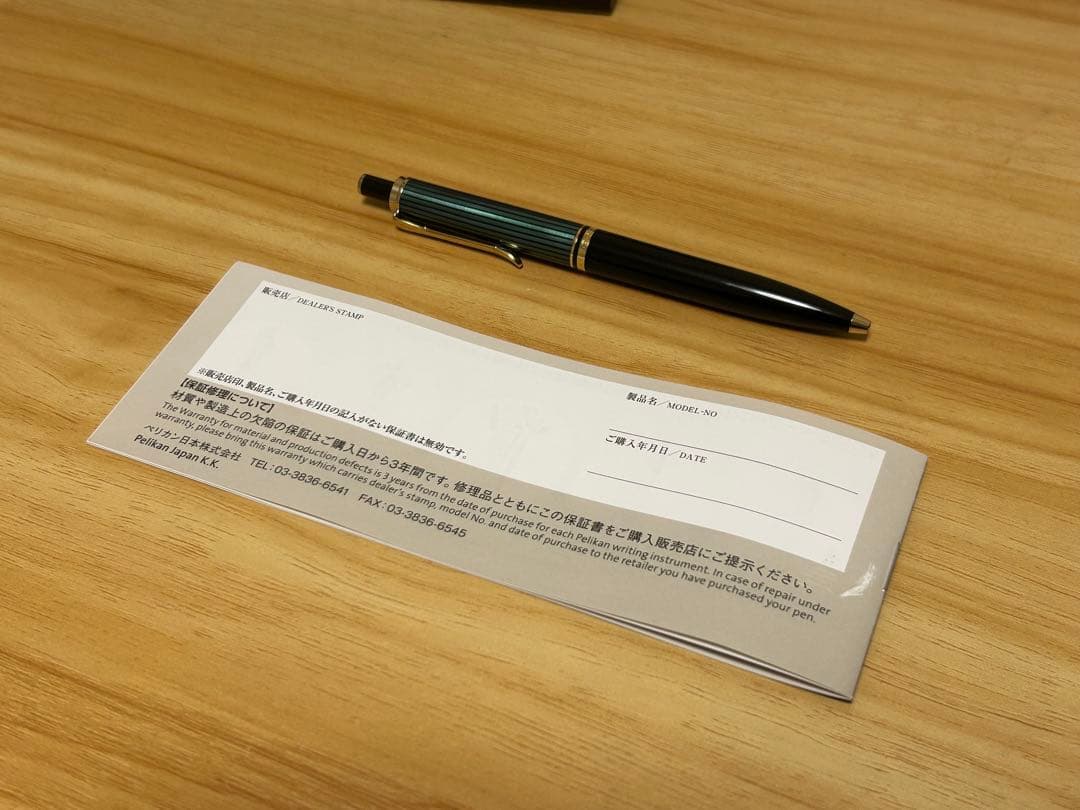 販売店／DEALER'S STAMP
製品名／MODEL-NO
ご購入年月日／DATE
※販売店印、製品名、ご購入年月日の記入がない保証書は無効です。
【保証修理について】
材質や製造上の欠陥の保証はご購入日から3年間です。修理品とともにこの保証書をご購入販売店にご提示ください。
The Warranty for material and production defects is 3 years from the date of purchase for each Pelikan writing instrument. In case of repair under
warranty, please bring this warranty which carries dealer's stamp, model No. and date of purchase to the retailer you have purchased your pen.
ペリカン日本株式会社 TEL：03-3836-6541 FAX：03-3836-6545
Pelikan Japan K.K.